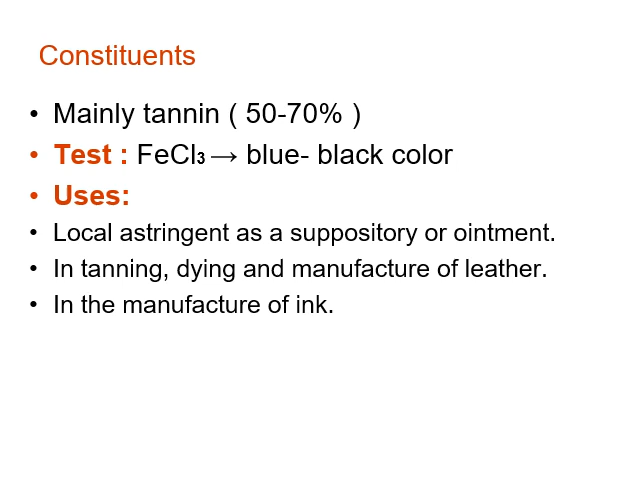 Constituents
• Mainly tannin ( 50-70% )
• Test : FeCl₃ → blue- black color
• Uses:
• Local astringent as a suppository or ointment.
• In tanning, dying and manufacture of leather.
• In the manufacture of ink.